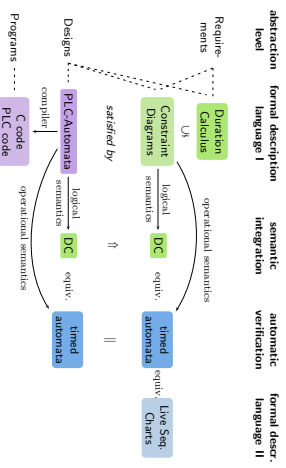 abstraction
level
formal description
language I
semantic
integration
automatic
verification
formal descr.
language II
Require-
ments
Duration
Calculus
⊆
Constraint
Diagrams
operational semantics
logical
semantics
DC
equiv.
timed
automata
equiv.
Live Seq.
Charts
satisfied by
⇑
||
Designs
PLC-Automata
logical
semantics
DC
equiv.
timed
automata
operational semantics
compiler
Programs
C code
PLC code